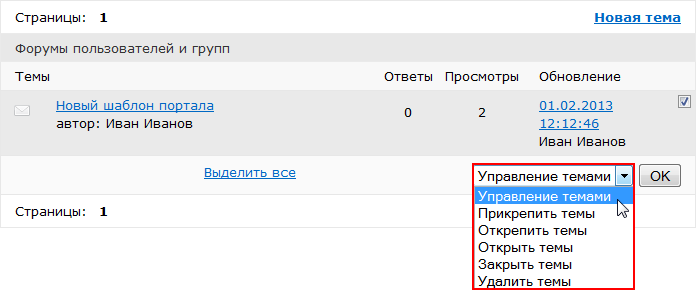 Страницы: 1 Новая тема
Форумы пользователей и групп
Темы Ответы Просмотры Обновление
Новый шаблон портала 0 2 01.02.2013
автор: Иван Иванов 12:12:46
Иван Иванов
Выделить все Управление темами OK
Управление темами
Прикрепить темы
Открепить темы
Открыть темы
Закрыть темы
Удалить темы
Страницы: 1